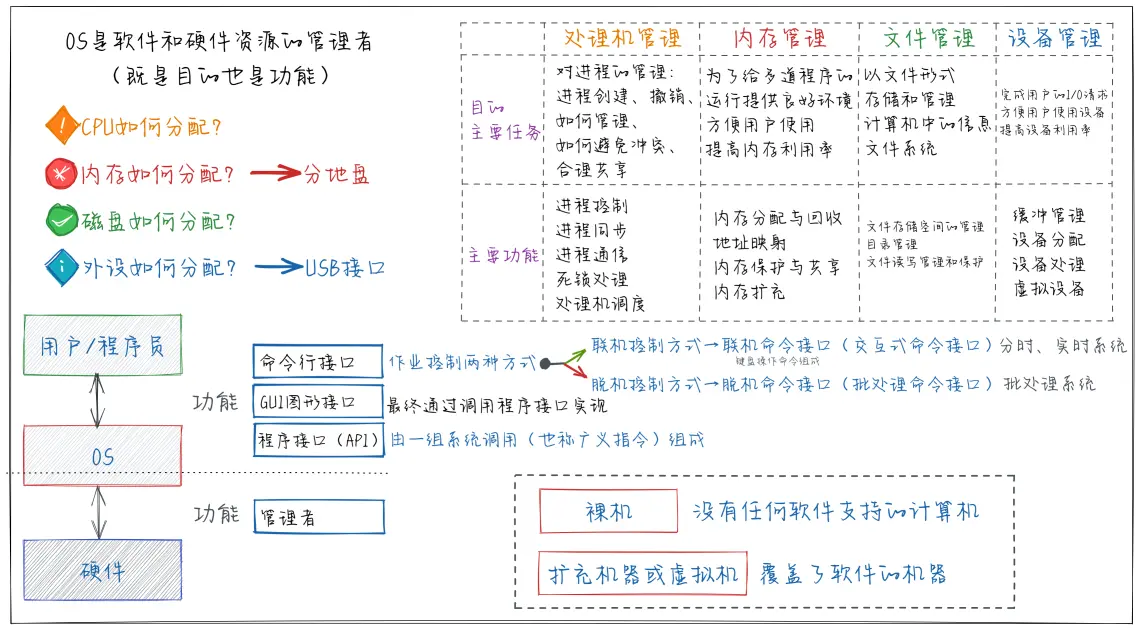 OS是软件和硬件资源的管理者
（既是目的也是功能）
CPU如何分配？
内存如何分配？
分地盘
磁盘如何分配？
外设如何分配？
USB接口
处理机管理
内存管理
文件管理
设备管理
目的
主要任务
对进程的管理：
进程创建、撤销、
如何管理、
如何避免冲突、
合理共享
为了给多道程序的
运行提供良好环境
方便用户使用
提高内存利用率
以文件形式
存储和管理
计算机中的信息
文件系统
完成用户的I/O请求
方便用户使用设备
提高设备利用率
主要功能
进程控制
进程同步
进程通信
死锁处理
处理机调度
内存分配与回收
地址映射
内存保护与共享
内存扩充
文件存储空间的管理
目录管理
文件读写管理和保护
缓冲管理
设备分配
设备处理
虚拟设备
用户/程序员
OS
硬件
功能
命令行接口
作业控制两种方式
联机控制方式→联机命令接口（交互式命令接口）分时、实时系统
键盘操作命令组成
脱机控制方式→脱机命令接口（批处理命令接口）批处理系统
GUI图形接口
最终通过调用程序接口实现
程序接口（API）
由一组系统调用（也称广义指令）组成
功能
管理者
裸机
没有任何软件支持的计算机
扩充机器或虚拟机
覆盖了软件的机器